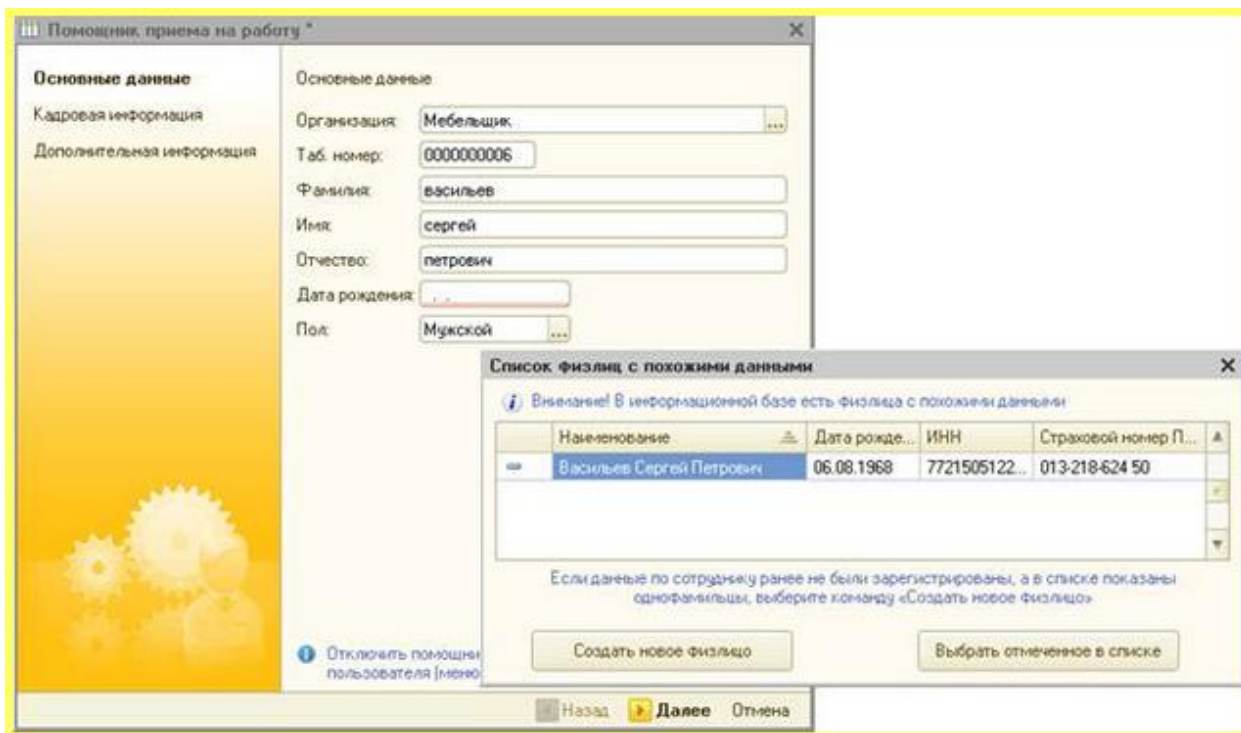 Помощник приема на работу *
Основные данные
Кадровая информация
Дополнительная информация
Основные данные
Организация: Мебельщик ...
Таб. номер: 0000000006
Фамилия: васильев
Имя: сергей
Отчество: петрович
Дата рождения: . .
Пол: Мужской ...
Отключить помощни
пользователя (меню
Назад Далее Отмена
Список физлиц с похожими данными
Внимание! В информационной базе есть физлица с похожими данными
Наименование Дата рожде... ИНН Страховой номер П...
Васильев Сергей Петрович 06.08.1968 7721505122... 013-218-624 50
Если данные по сотруднику ранее не были зарегистрированы, а в списке показаны
однофамильцы, выберите команду «Создать новое физлицо»
Создать новое физлицо Выбрать отмеченное в списке